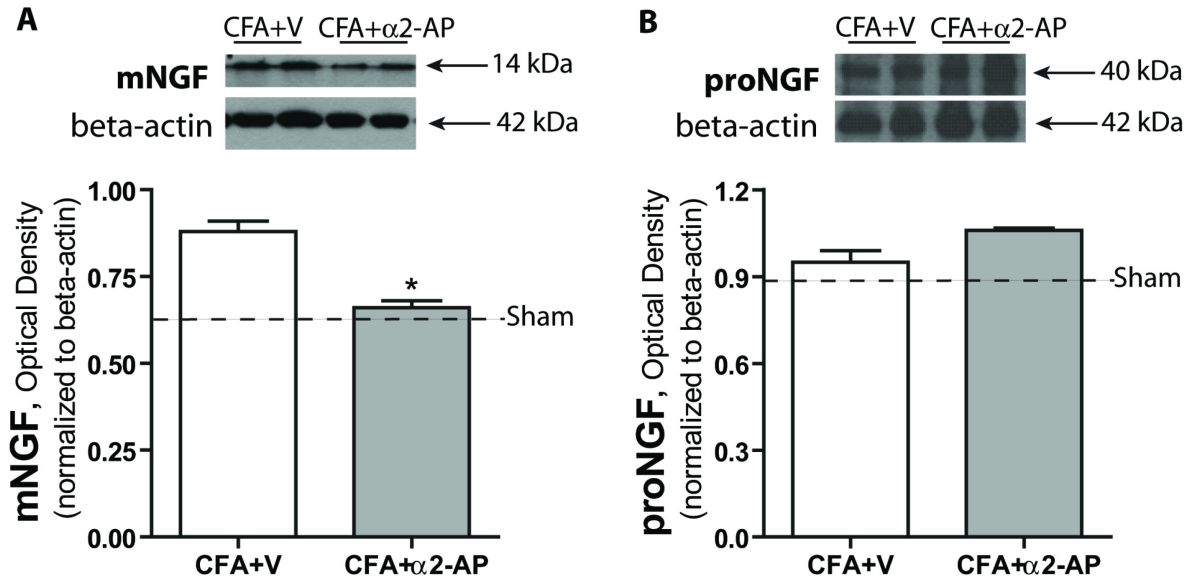 A
CFA+V CFA+α2-AP
mNGF
14 kDa
beta-actin
42 kDa
mNGF, Optical Density
(normalized to beta-actin)
1.00
0.75
0.50
0.25
0.00
*
Sham
CFA+V
CFA+α2-AP
B
CFA+V CFA+α2-AP
proNGF
40 kDa
beta-actin
42 kDa
proNGF, Optical Density
(normalized to beta-actin)
1.2
0.9
0.6
0.3
0.0
Sham
CFA+V
CFA+α2-AP